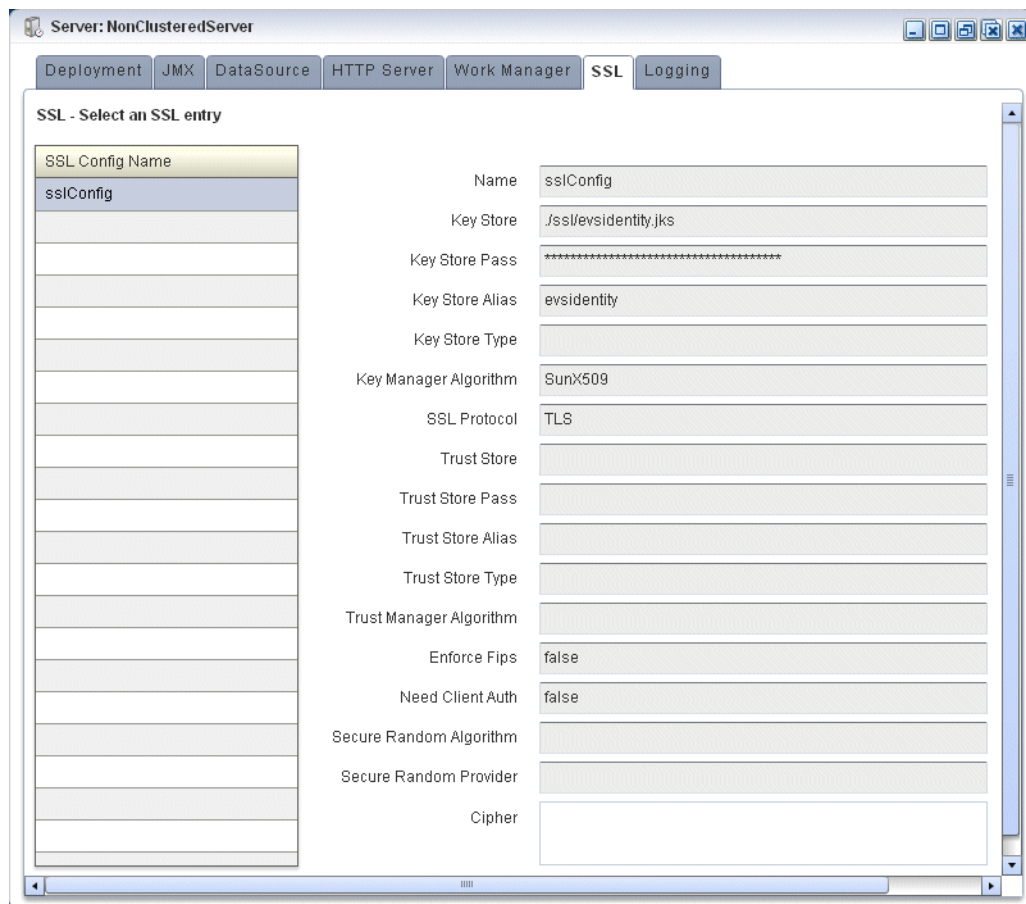 Server: NonClusteredServer
Deployment JMX DataSource HTTP Server Work Manager SSL Logging
SSL - Select an SSL entry
SSL Config Name
sslConfig
Name sslConfig
Key Store ./ssl/evsidentity.jks
Key Store Pass *************************************
Key Store Alias evsidentity
Key Store Type
Key Manager Algorithm SunX509
SSL Protocol TLS
Trust Store
Trust Store Pass
Trust Store Alias
Trust Store Type
Trust Manager Algorithm
Enforce Fips false
Need Client Auth false
Secure Random Algorithm
Secure Random Provider
Cipher